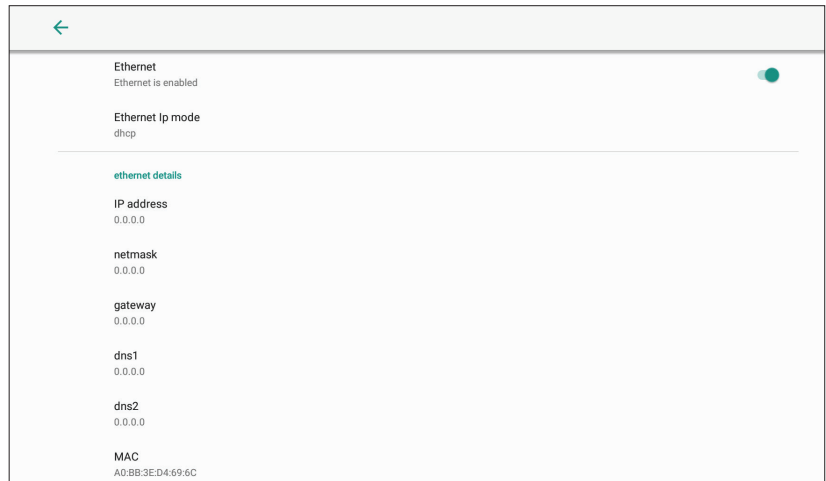 Ethernet
Ethernet is enabled
Ethernet Ip mode
dhcp
ethernet details
IP address
0.0.0.0
netmask
0.0.0.0
gateway
0.0.0.0
dns1
0.0.0.0
dns2
0.0.0.0
MAC
A0:BB:3E:D4:69:6C